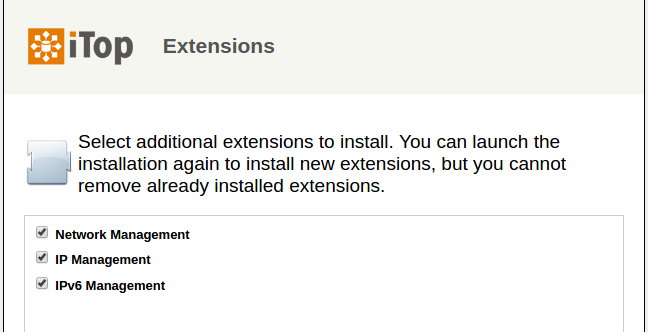 iTop Extensions
Select additional extensions to install. You can launch the
installation again to install new extensions, but you cannot
remove already installed extensions.
Network Management
IP Management
IPv6 Management